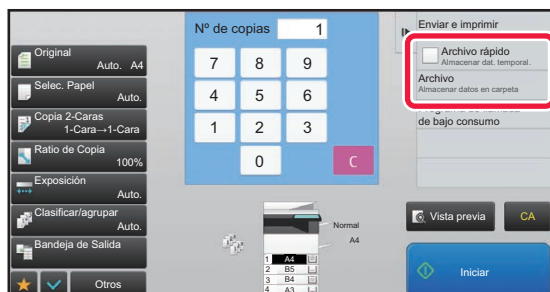 Original
Auto. A4
Selec. Papel
Auto.
Copia 2-Caras
1-Cara→1-Cara
Ratio de Copia
100%
Exposición
Auto.
Clasificar/agrupar
Auto.
Bandeja de Salida
Otros
Nº de copias 1
7 8 9
4 5 6
1 2 3
0 C
Normal
A4
1 A4
2 B5
3 B4
4 A3
Enviar e imprimir
Archivo rápido
Almacenar dat. temporal.
Archivo
Almacenar datos en carpeta
de bajo consumo
Vista previa
CA
Iniciar